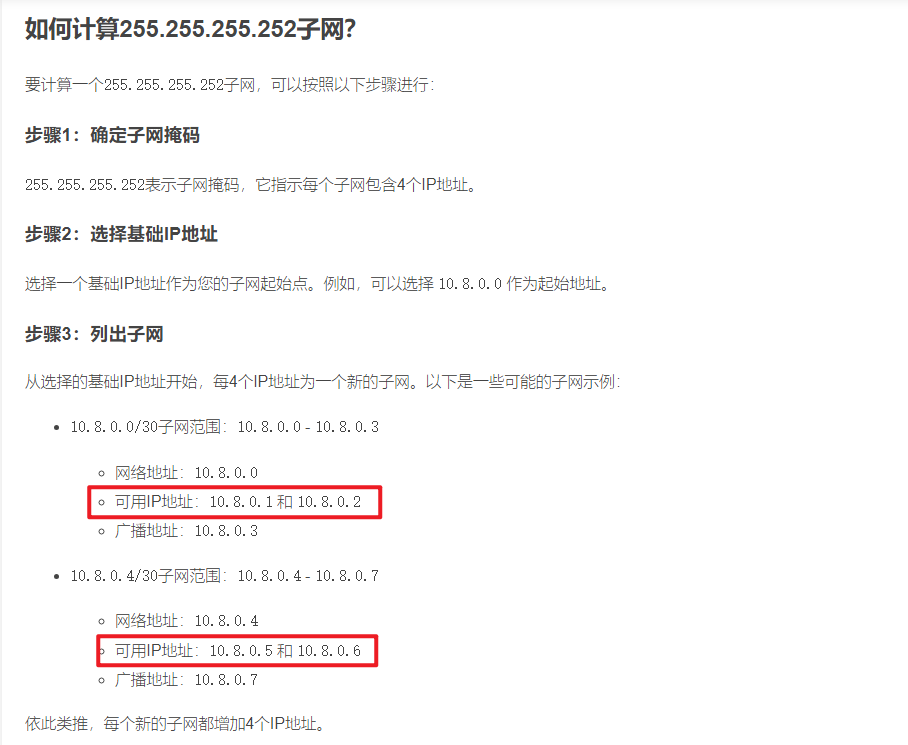 如何计算255.255.255.252子网？
要计算一个255.255.255.252子网，可以按照以下步骤进行：
步骤1：确定子网掩码
255.255.255.252表示子网掩码，它指示每个子网包含4个IP地址。
步骤2：选择基础IP地址
选择一个基础IP地址作为您的子网起始点。例如，可以选择 10.8.0.0 作为起始地址。
步骤3：列出子网
从选择的基础IP地址开始，每4个IP地址为一个新的子网。以下是一些可能的子网示例：
10.8.0.0/30子网范围：10.8.0.0 - 10.8.0.3
网络地址：10.8.0.0
可用IP地址：10.8.0.1 和 10.8.0.2
广播地址：10.8.0.3
10.8.0.4/30子网范围：10.8.0.4 - 10.8.0.7
网络地址：10.8.0.4
可用IP地址：10.8.0.5 和 10.8.0.6
广播地址：10.8.0.7
依此类推，每个新的子网都增加4个IP地址。